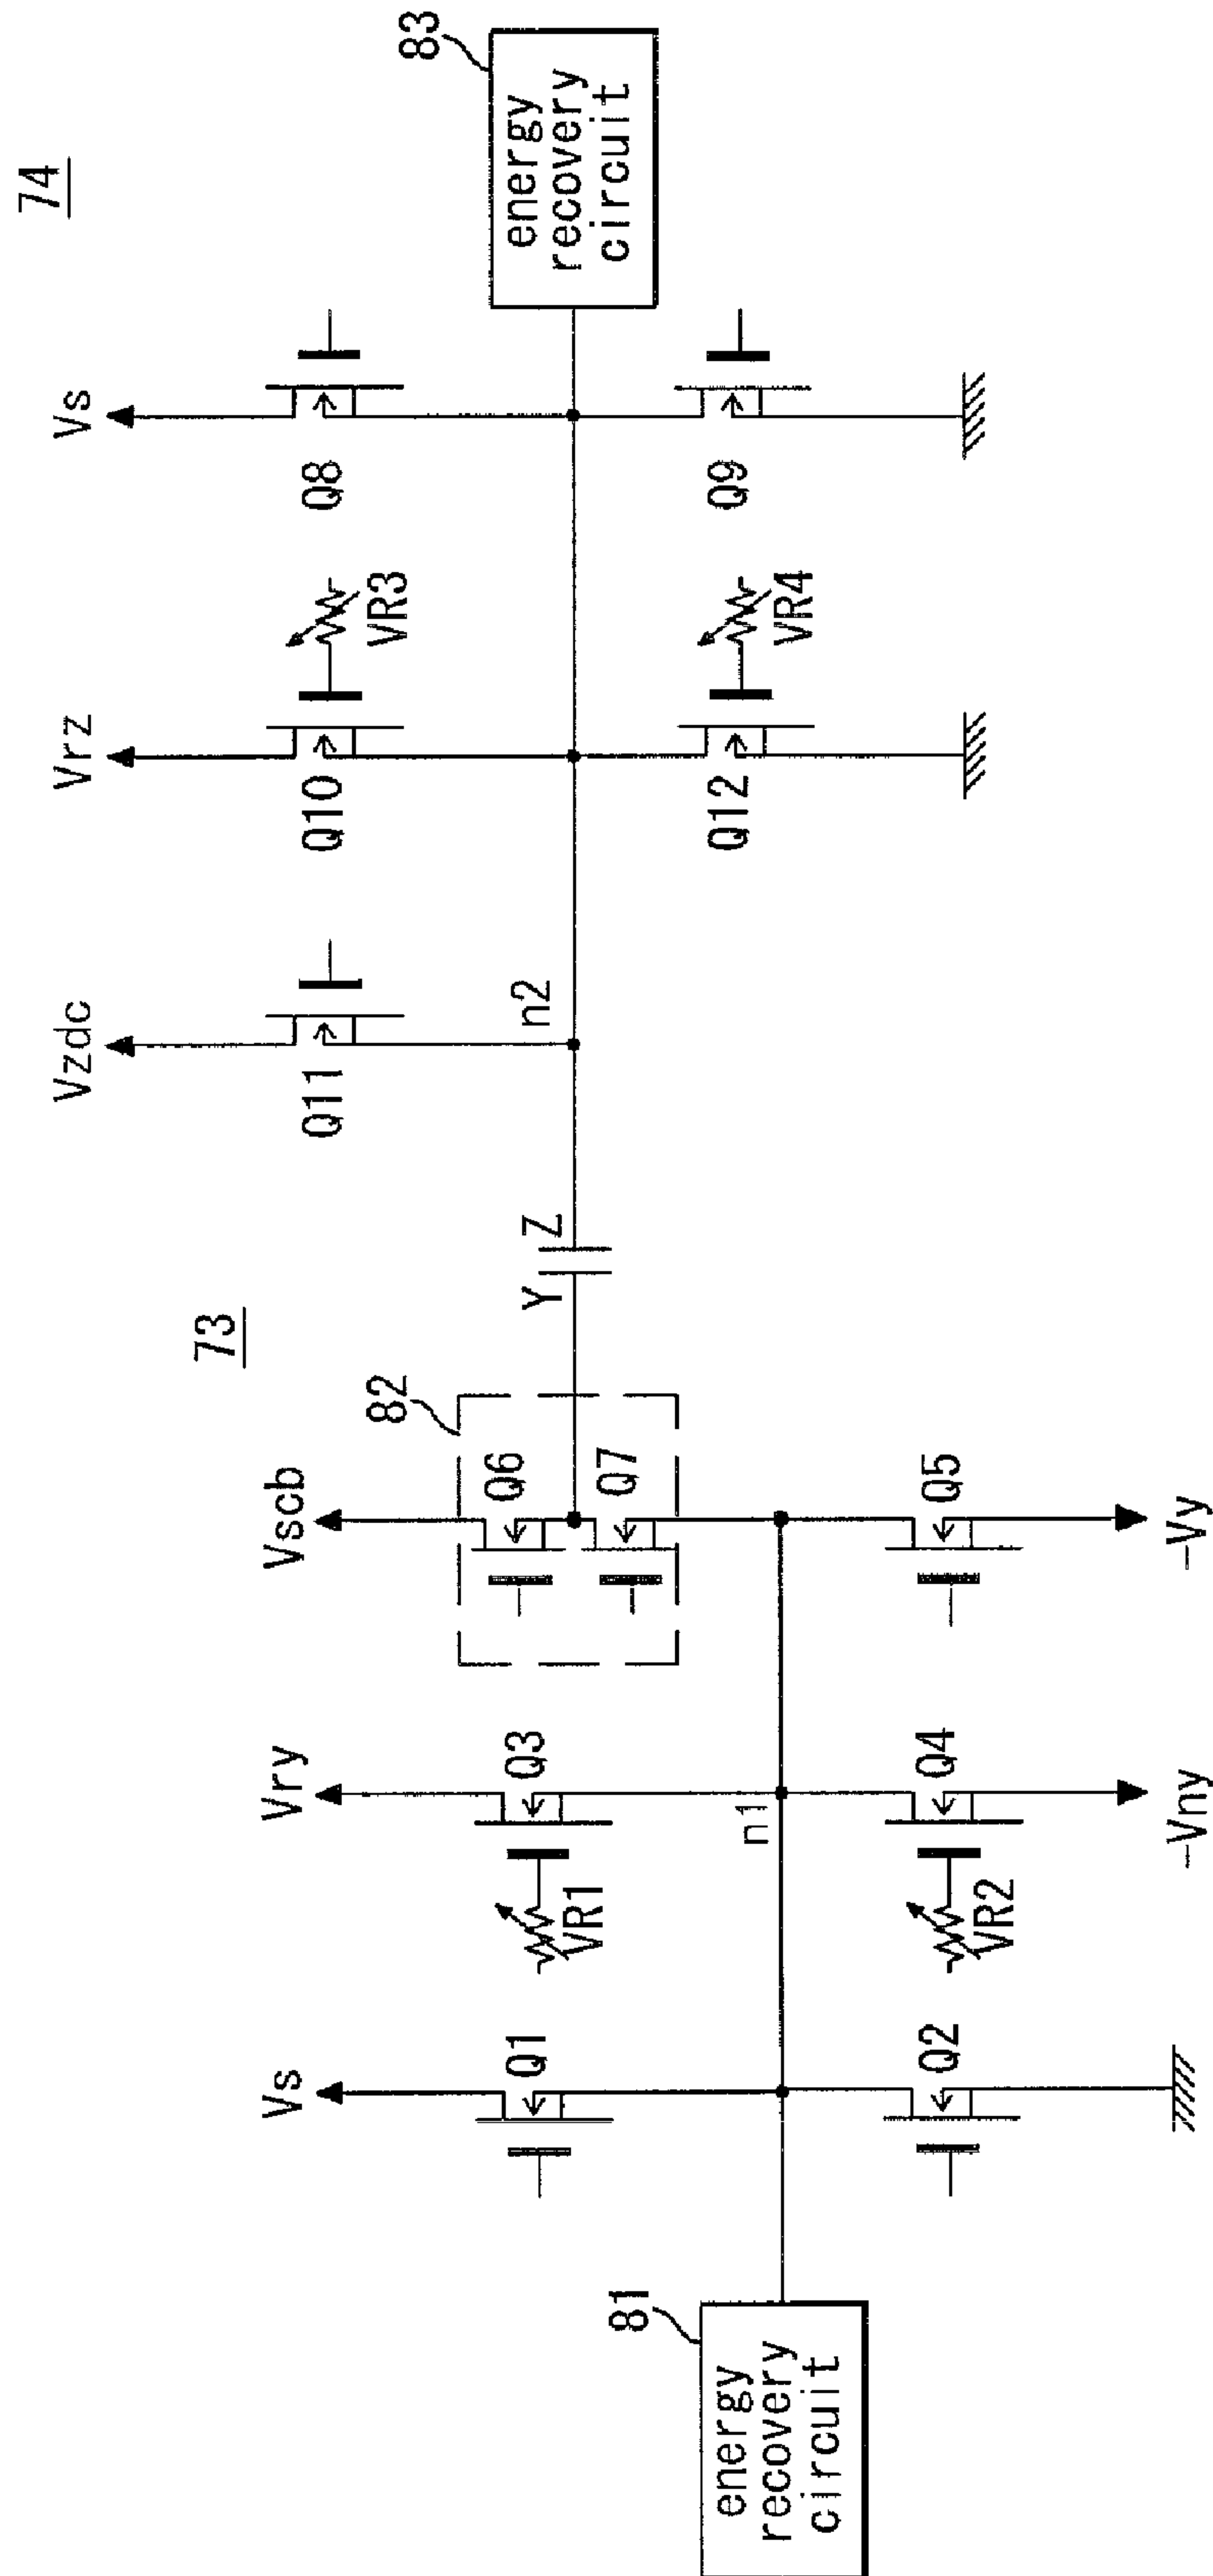 74
83
energy
recovery
circuit
Vs
Q8
Q9
Vrz
VR3
Q10
VR4
Q12
Vzdc
Q11
n2
73
Y
Z
82
Vscb
Q6
Q7
Q5
-Vy
Vry
Q3
VR1
n1
Q4
VR2
-Vny
Vs
Q1
Q2
81
energy
recovery
circuit